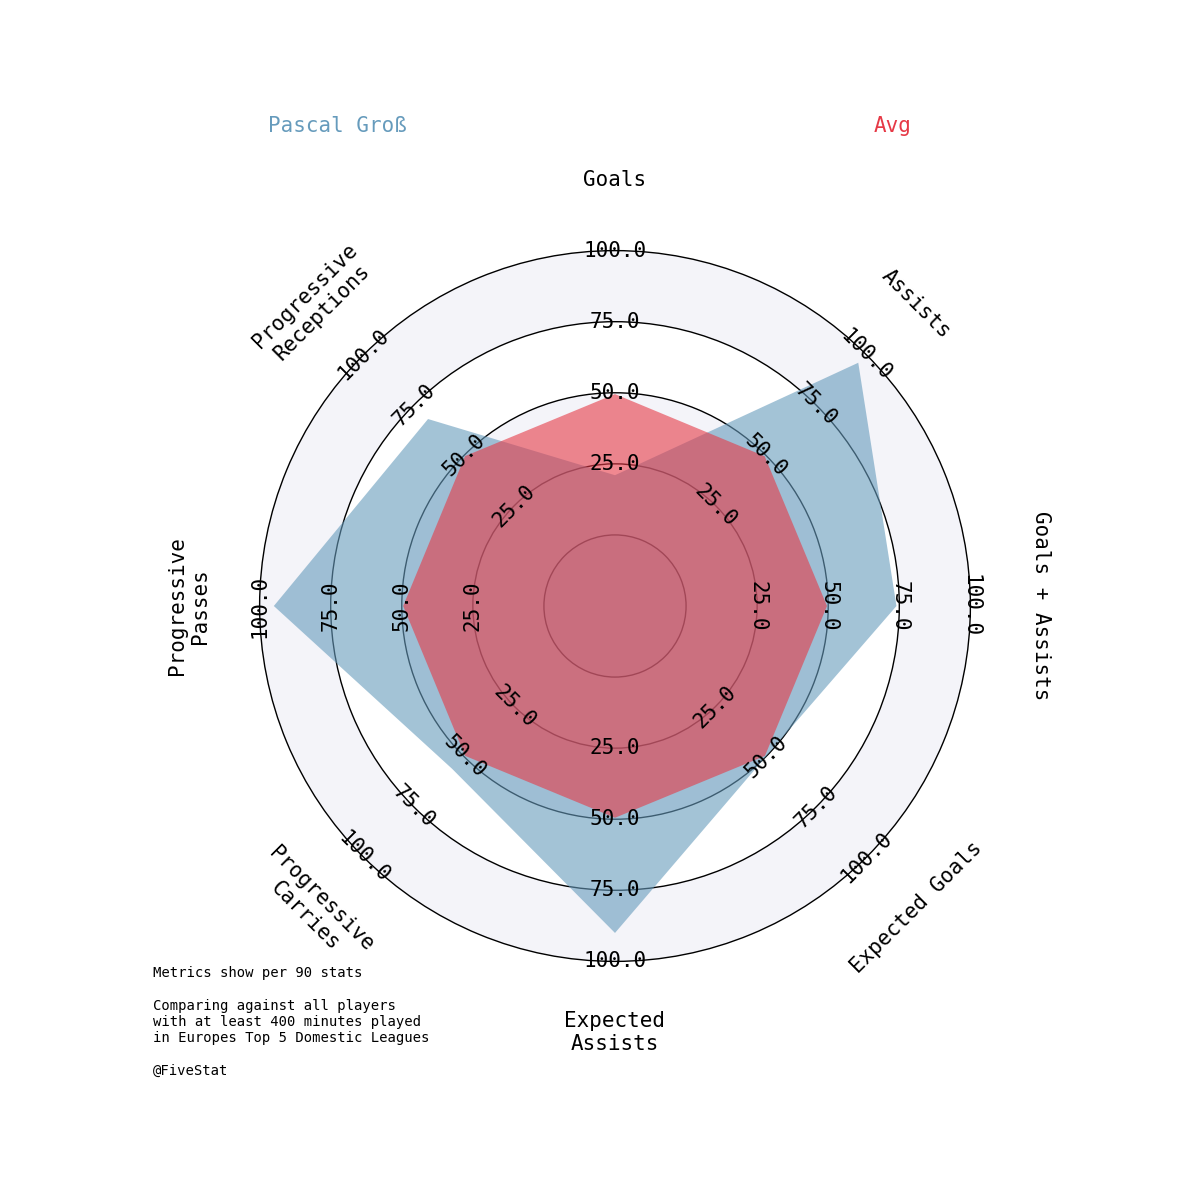 Pascal Groß
Avg
Goals
Assists
Goals + Assists
Expected Goals
Expected
Assists
Progressive
Carries
Progressive
Passes
Progressive
Receptions
100.0
75.0
50.0
25.0
100.0
75.0
50.0
25.0
100.0
75.0
50.0
25.0
100.0
75.0
50.0
25.0
100.0
75.0
50.0
25.0
100.0
75.0
50.0
25.0
100.0
75.0
50.0
25.0
100.0
75.0
50.0
25.0
Metrics show per 90 stats
Comparing against all players
with at least 400 minutes played
in Europes Top 5 Domestic Leagues
@FiveStat